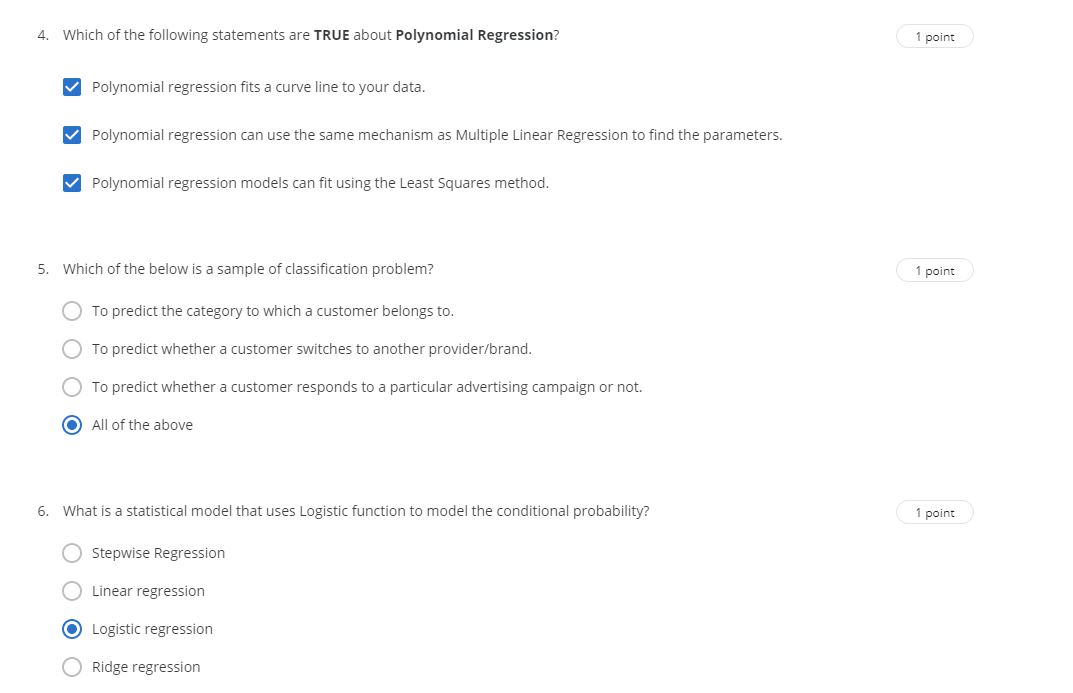 4. Which of the following statements are TRUE about Polynomial Regression? 1 point
Polynomial regression fits a curve line to your data.
Polynomial regression can use the same mechanism as Multiple Linear Regression to find the parameters.
Polynomial regression models can fit using the Least Squares method.
5. Which of the below is a sample of classification problem? 1 point
To predict the category to which a customer belongs to.
To predict whether a customer switches to another provider/brand.
To predict whether a customer responds to a particular advertising campaign or not.
All of the above
6. What is a statistical model that uses Logistic function to model the conditional probability? 1 point
Stepwise Regression
Linear regression
Logistic regression
Ridge regression